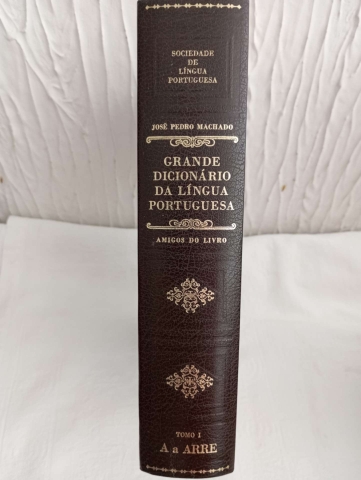 SOCIEDADE
DE
LÍNGUA
PORTUGUESA
JOSÉ PEDRO MACHADO
GRANDE
DICIONÁRIO
DA LÍNGUA
PORTUGUESA
AMIGOS DO LIVRO
TOMO I
A a ARRE